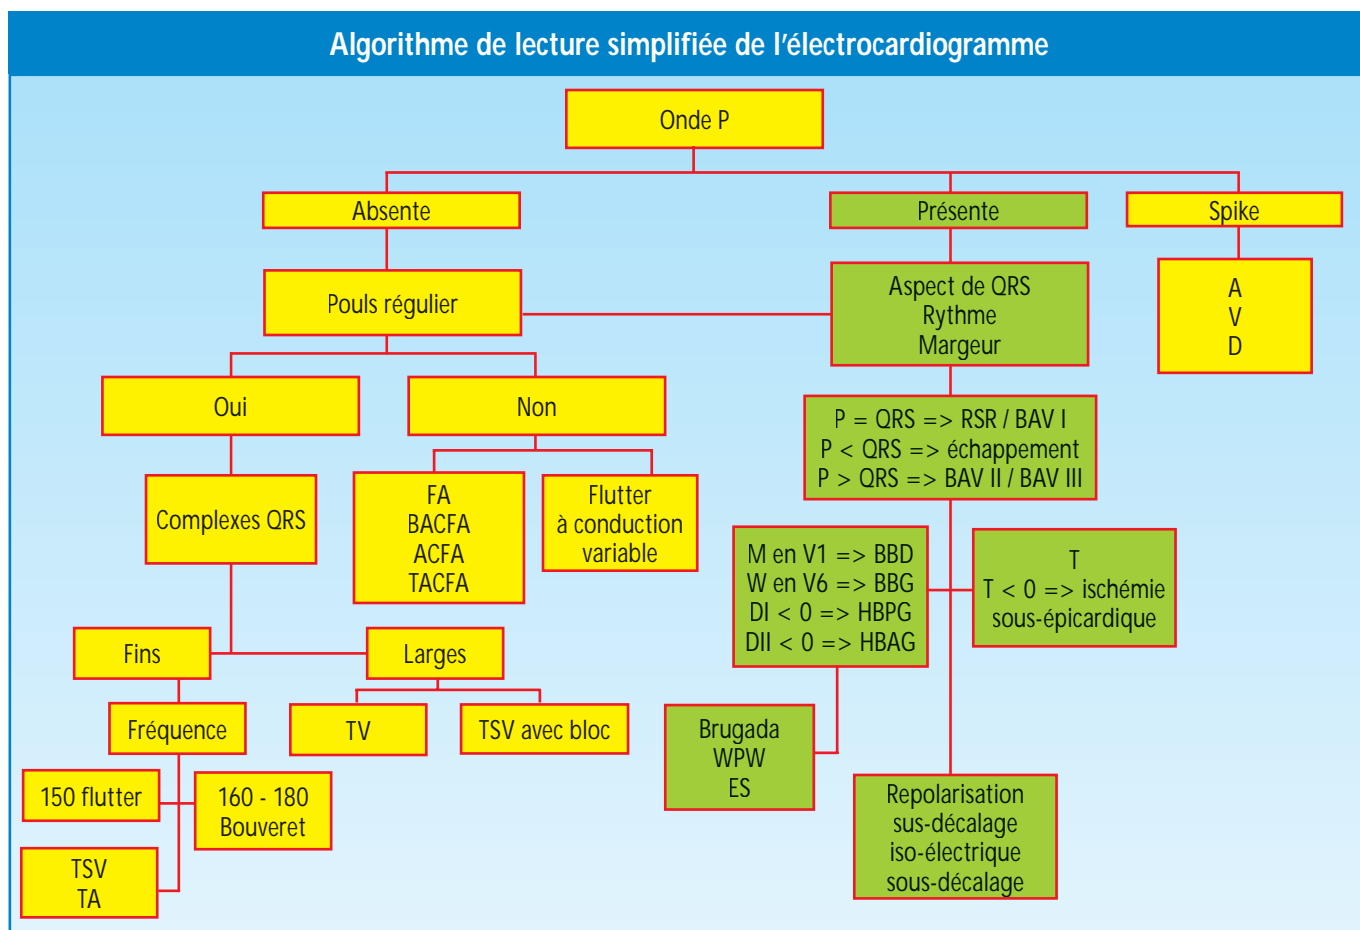 Algorithme de lecture simplifiée de l'électrocardiogramme
Onde P
Absente
Présente
Spike
Pouls régulier
Aspect de QRS
Rythme
Margeur
A
V
D
Oui
Non
P = QRS => RSR / BAV I
P < QRS => échappement
P > QRS => BAV II / BAV III
Complexes QRS
FA
BACFA
ACFA
TACFA
Flutter
à conduction
variable
M en V1 => BBD
W en V6 => BBG
DI < 0 => HBPG
DII < 0 => HBAG
T
T < 0 => ischémie
sous-épicardique
Fins
Larges
Fréquence
TV
TSV avec bloc
Brugada
WPW
ES
150 flutter
160 - 180
Bouveret
Repolarisation
sus-décalage
iso-électrique
sous-décalage
TSV
TA